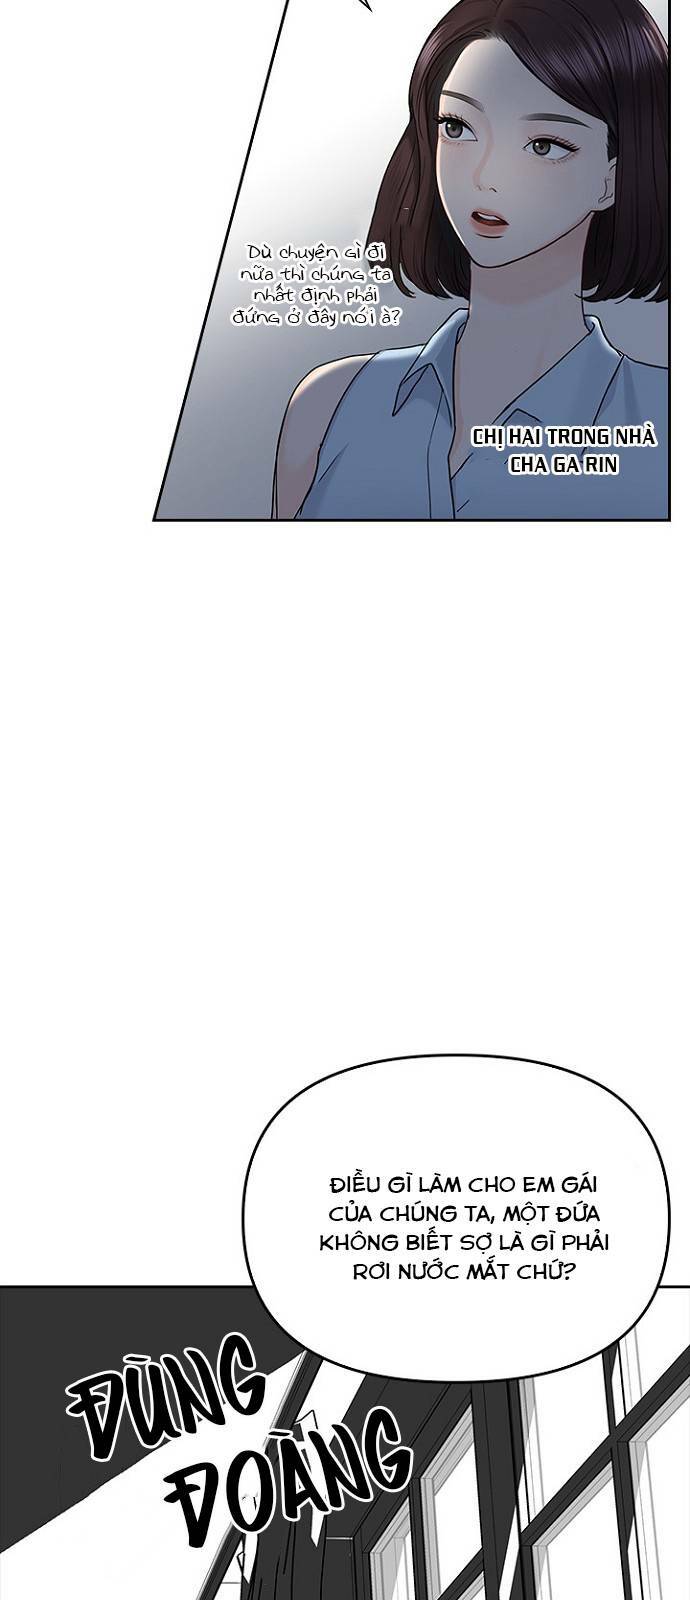 Dù chuyện gì đi
nữa thì chúng ta
nhất định phải
đứng ở đây nói à?
CHỊ HAI TRONG NHÀ
CHA GA RIN
ĐIỀU GÌ LÀM CHO EM GÁI
CỦA CHÚNG TA, MỘT ĐỨA
KHÔNG BIẾT SỢ LÀ GÌ PHẢI
RƠI NƯỚC MẮT CHỨ?
ĐÙNG
ĐOÀNG